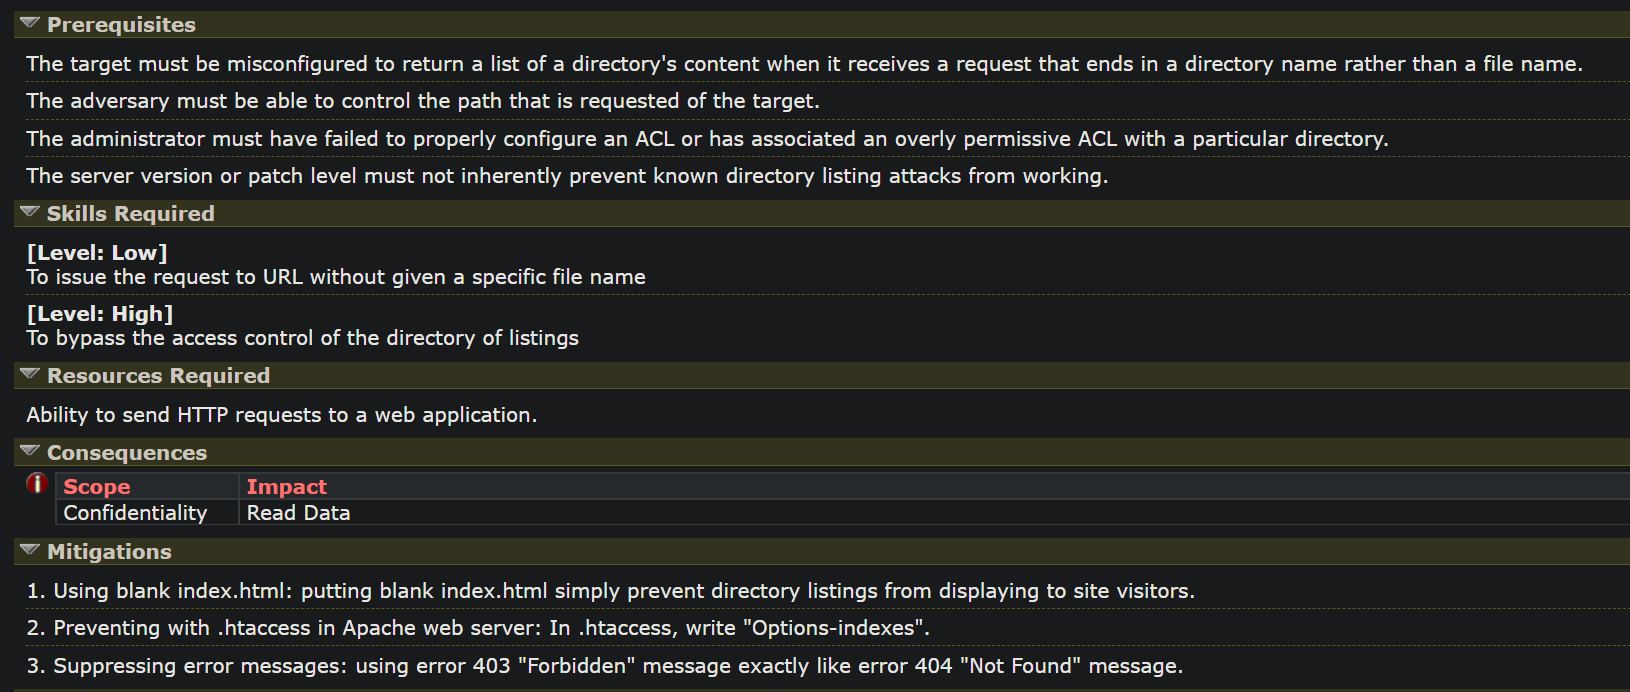 Prerequisites
The target must be misconfigured to return a list of a directory's content when it receives a request that ends in a directory name rather than a file name.
The adversary must be able to control the path that is requested of the target.
The administrator must have failed to properly configure an ACL or has associated an overly permissive ACL with a particular directory.
The server version or patch level must not inherently prevent known directory listing attacks from working.
Skills Required
[Level: Low]
To issue the request to URL without given a specific file name
[Level: High]
To bypass the access control of the directory of listings
Resources Required
Ability to send HTTP requests to a web application.
Consequences
Scope Impact
Confidentiality Read Data
Mitigations
1. Using blank index.html: putting blank index.html simply prevent directory listings from displaying to site visitors.
2. Preventing with .htaccess in Apache web server: In .htaccess, write "Options-indexes".
3. Suppressing error messages: using error 403 "Forbidden" message exactly like error 404 "Not Found" message.